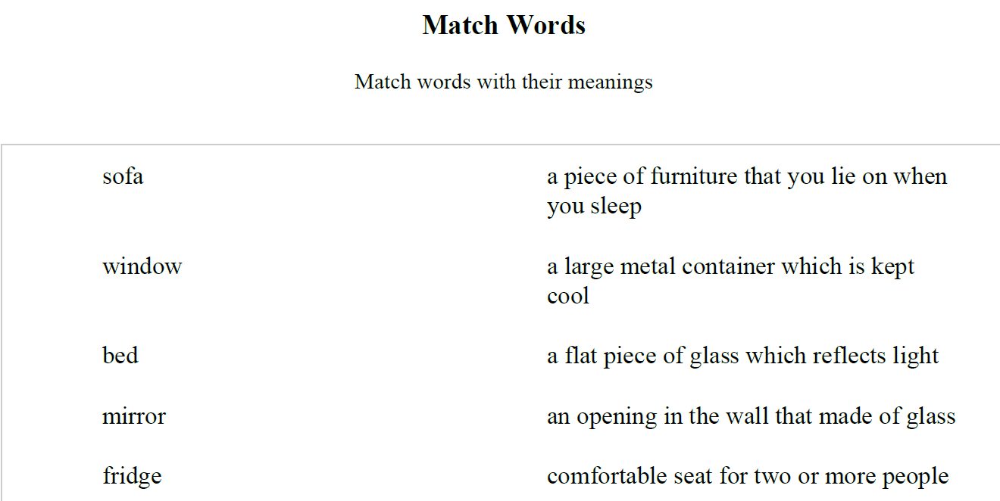 Match Words
Match words with their meanings
sofa
a piece of furniture that you lie on when
you sleep
window
a large metal container which is kept
cool
bed
a flat piece of glass which reflects light
mirror
an opening in the wall that made of glass
fridge
comfortable seat for two or more people